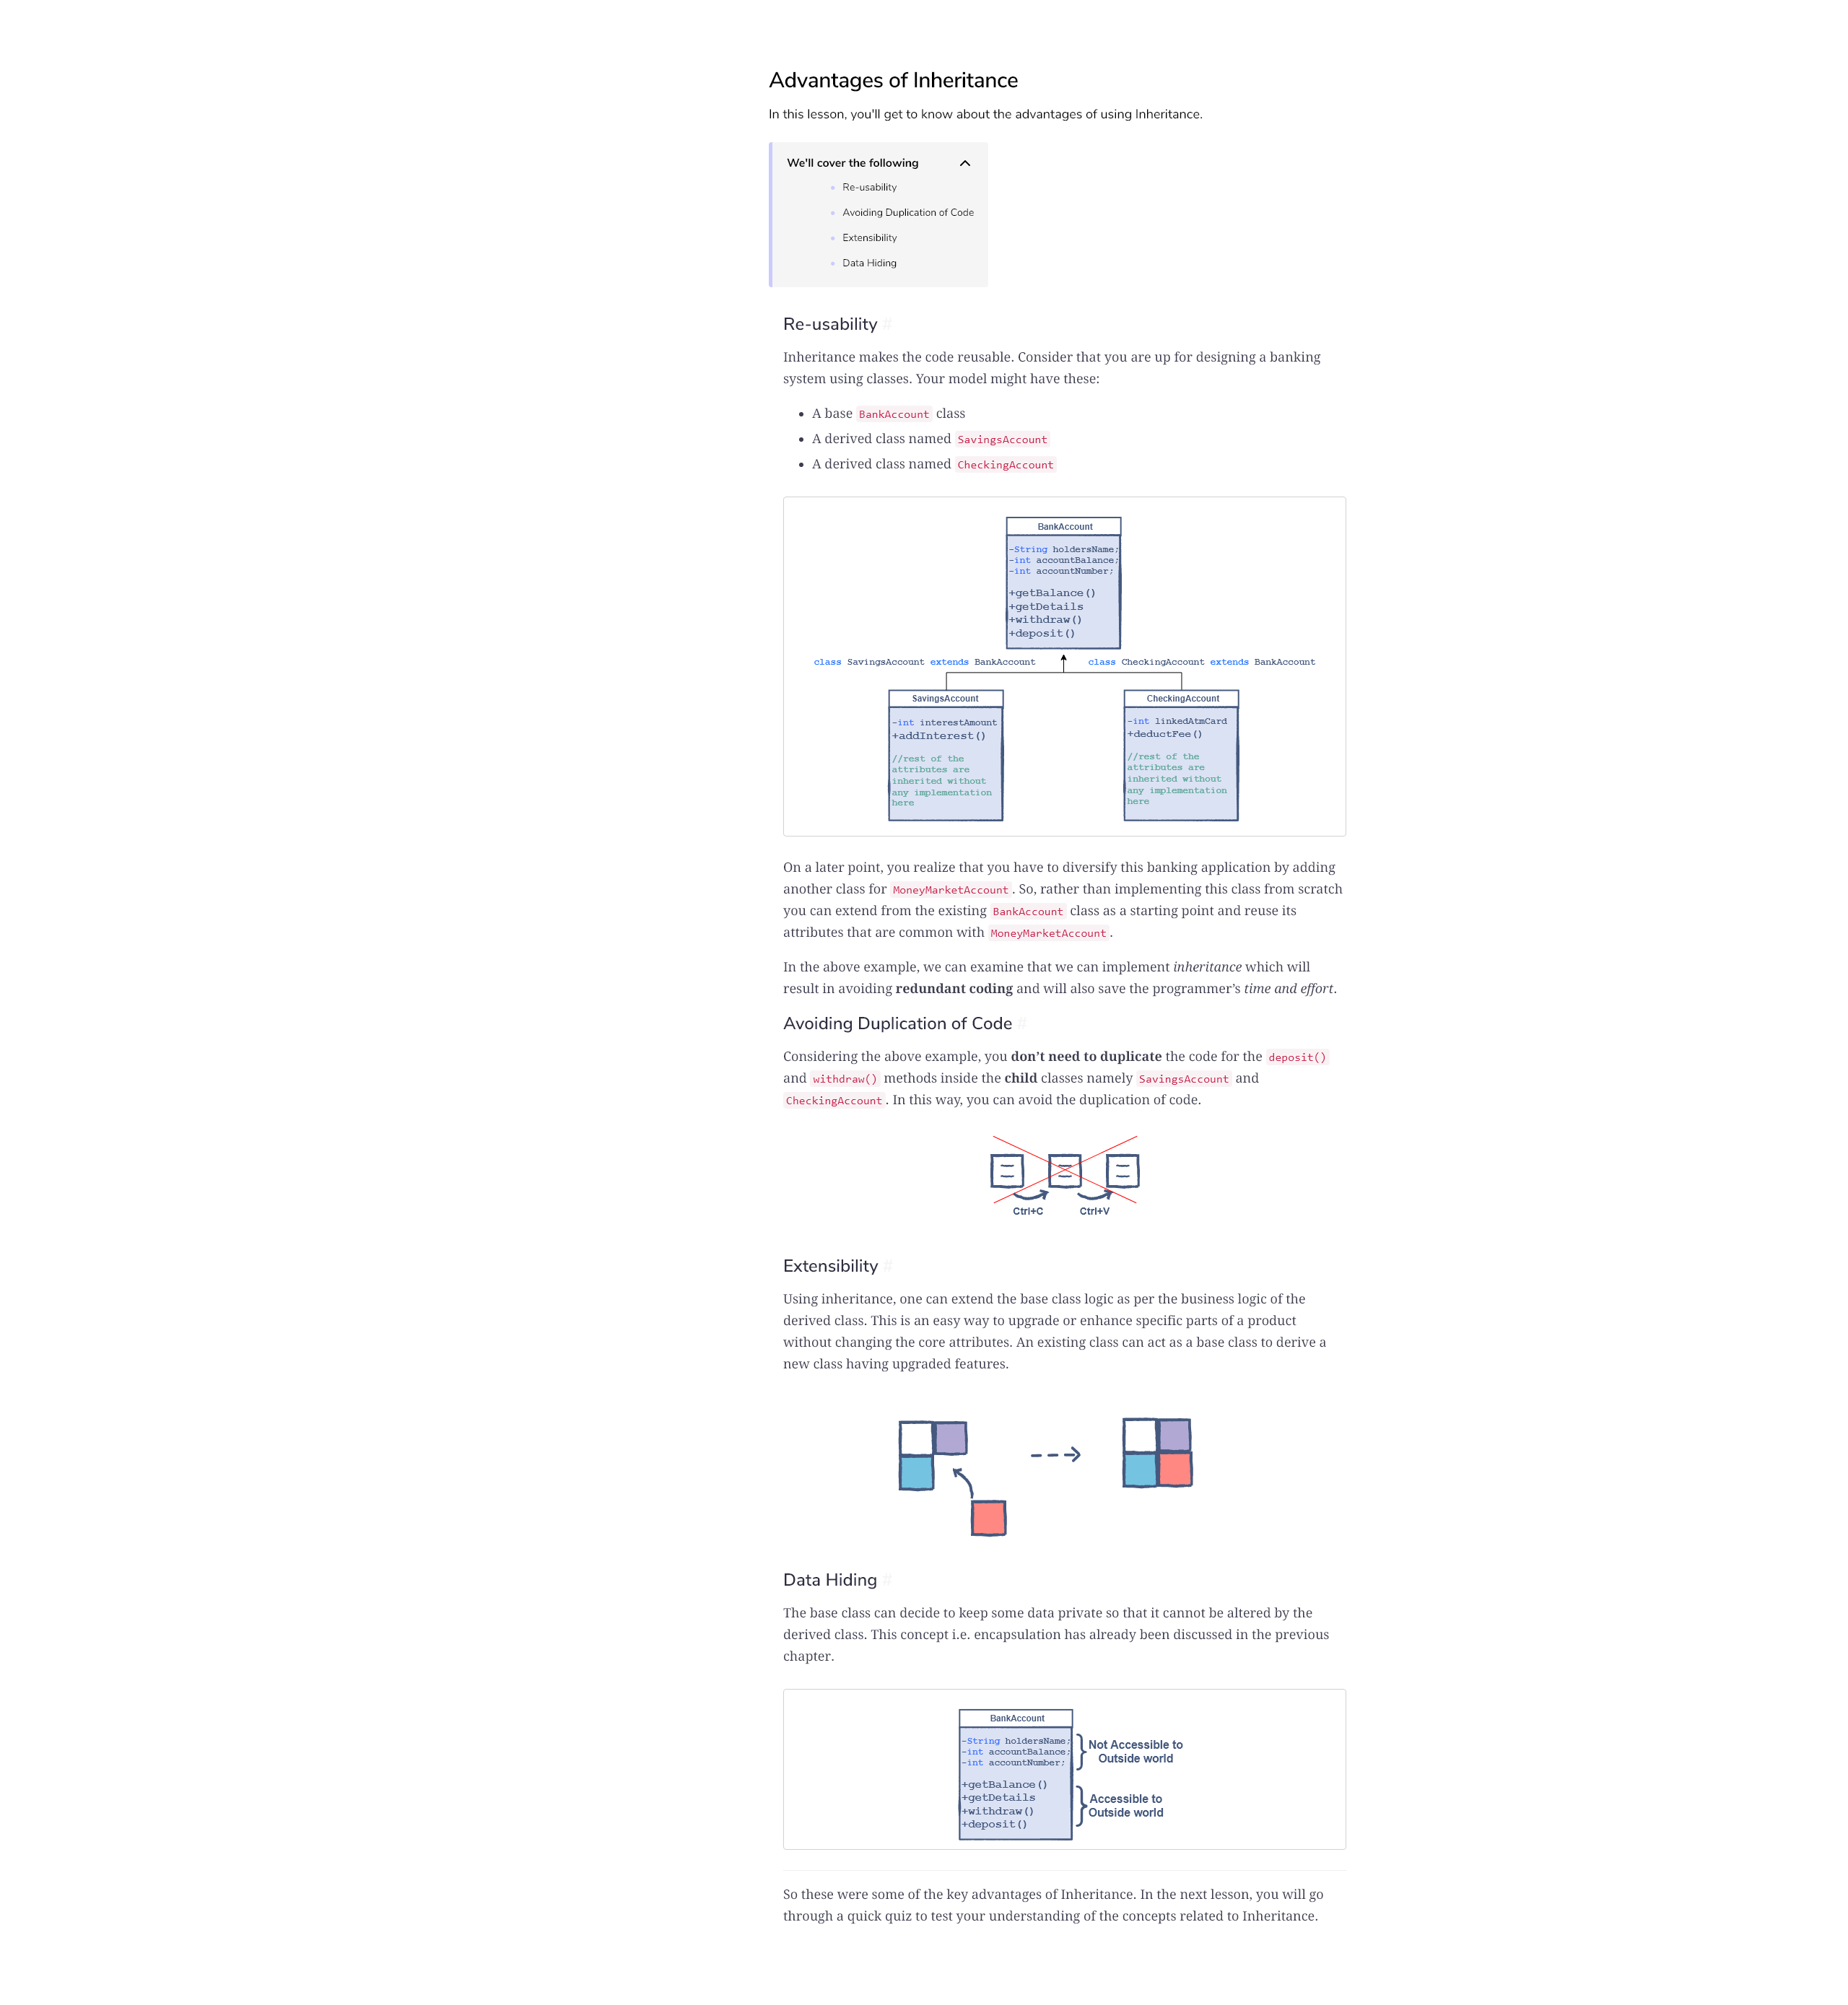 Advantages of Inheritance
In this lesson, you'll get to know about the advantages of using Inheritance.
We'll cover the following
Re-usability
Avoiding Duplication of Code
Extensibility
Data Hiding
Re-usability #
Inheritance makes the code reusable. Consider that you are up for designing a banking
system using classes. Your model might have these:
A base BankAccount class
A derived class named SavingsAccount
A derived class named CheckingAccount
BankAccount
-String holdersName;
-int accountBalance;
-int accountNumber;
+getBalance()
+getDetails
+withdraw()
+deposit()
class SavingsAccount extends BankAccount
class CheckingAccount extends BankAccount
SavingsAccount
-int interestAmount
+addInterest()
//rest of the
attributes are
inherited without
any implementation
here
CheckingAccount
-int linkedAtmCard
+deductFee()
//rest of the
attributes are
inherited without
any implementation
here
On a later point, you realize that you have to diversify this banking application by adding
another class for MoneyMarketAccount. So, rather than implementing this class from scratch
you can extend from the existing BankAccount class as a starting point and reuse its
attributes that are common with MoneyMarketAccount.
In the above example, we can examine that we can implement inheritance which will
result in avoiding redundant coding and will also save the programmer’s time and effort.
Avoiding Duplication of Code #
Considering the above example, you don’t need to duplicate the code for the deposit()
and withdraw() methods inside the child classes namely SavingsAccount and
CheckingAccount. In this way, you can avoid the duplication of code.
Ctrl+C
Ctrl+V
Extensibility #
Using inheritance, one can extend the base class logic as per the business logic of the
derived class. This is an easy way to upgrade or enhance specific parts of a product
without changing the core attributes. An existing class can act as a base class to derive a
new class having upgraded features.
Data Hiding #
The base class can decide to keep some data private so that it cannot be altered by the
derived class. This concept i.e. encapsulation has already been discussed in the previous
chapter.
BankAccount
-String holdersName;
-int accountBalance;
-int accountNumber;
+getBalance()
+getDetails
+withdraw()
+deposit()
Not Accessible to
Outside world
Accessible to
Outside world
So these were some of the key advantages of Inheritance. In the next lesson, you will go
through a quick quiz to test your understanding of the concepts related to Inheritance.